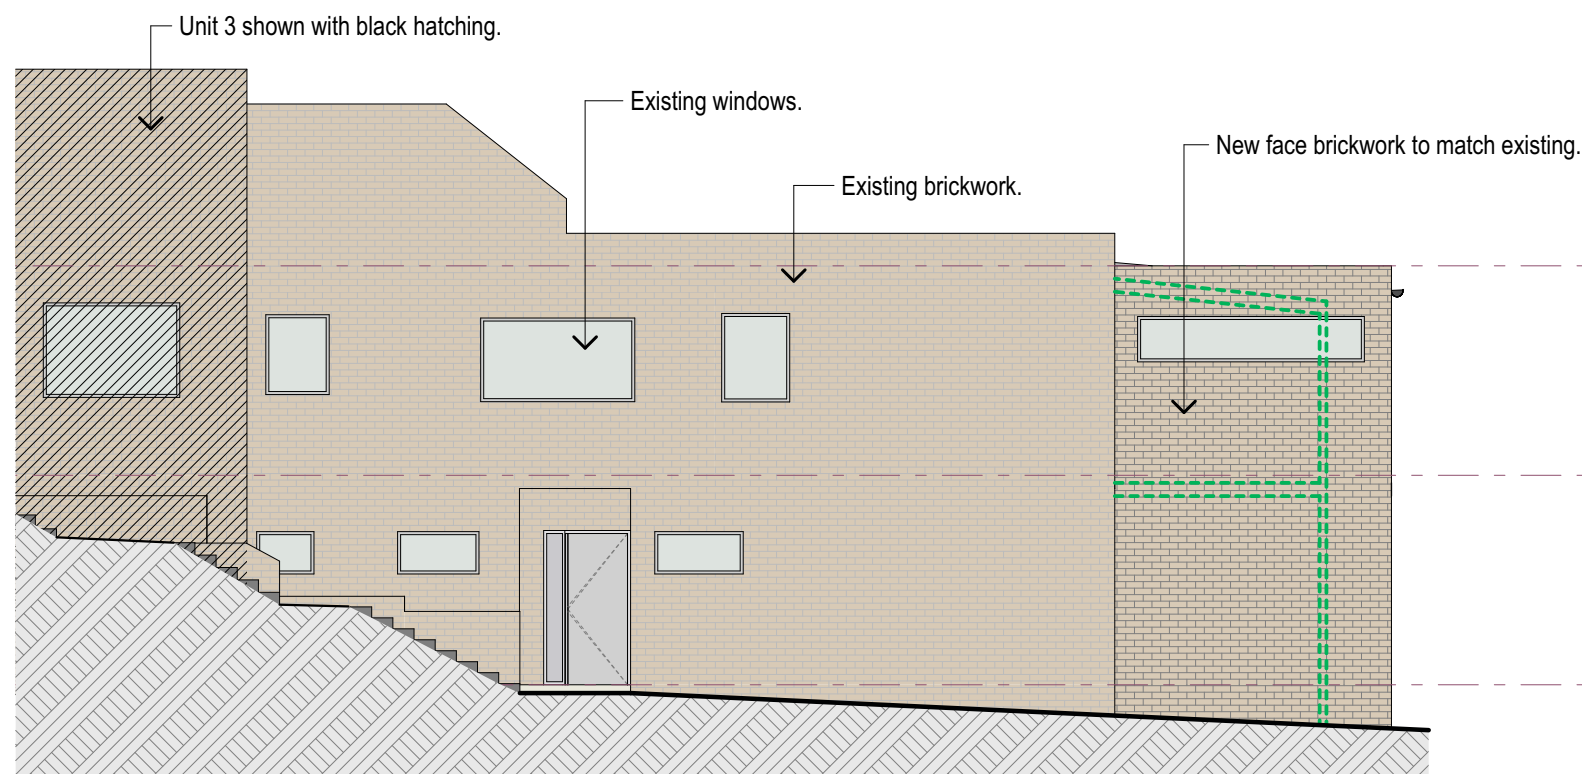 Unit 3 shown with black hatching.
Existing windows.
New face brickwork to match existing.
Existing brickwork.